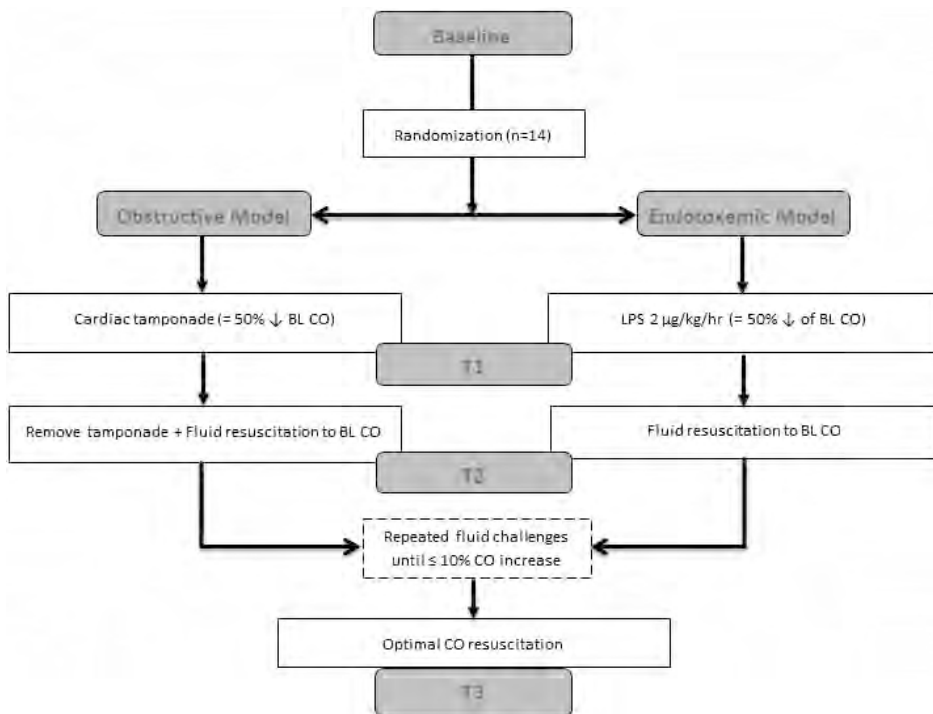 Baseline
Randomization (n=14)
Obstructive Model
Endotoxemic Model
Cardiac tamponade (= 50% ↓ BL CO)
LPS 2 µg/kg/hr (= 50% ↓ of BL CO)
T1
Remove tamponade + Fluid resuscitation to BL CO
Fluid resuscitation to BL CO
T2
Repeated fluid challenges
until ≤ 10% CO increase
Optimal CO resuscitation
T3